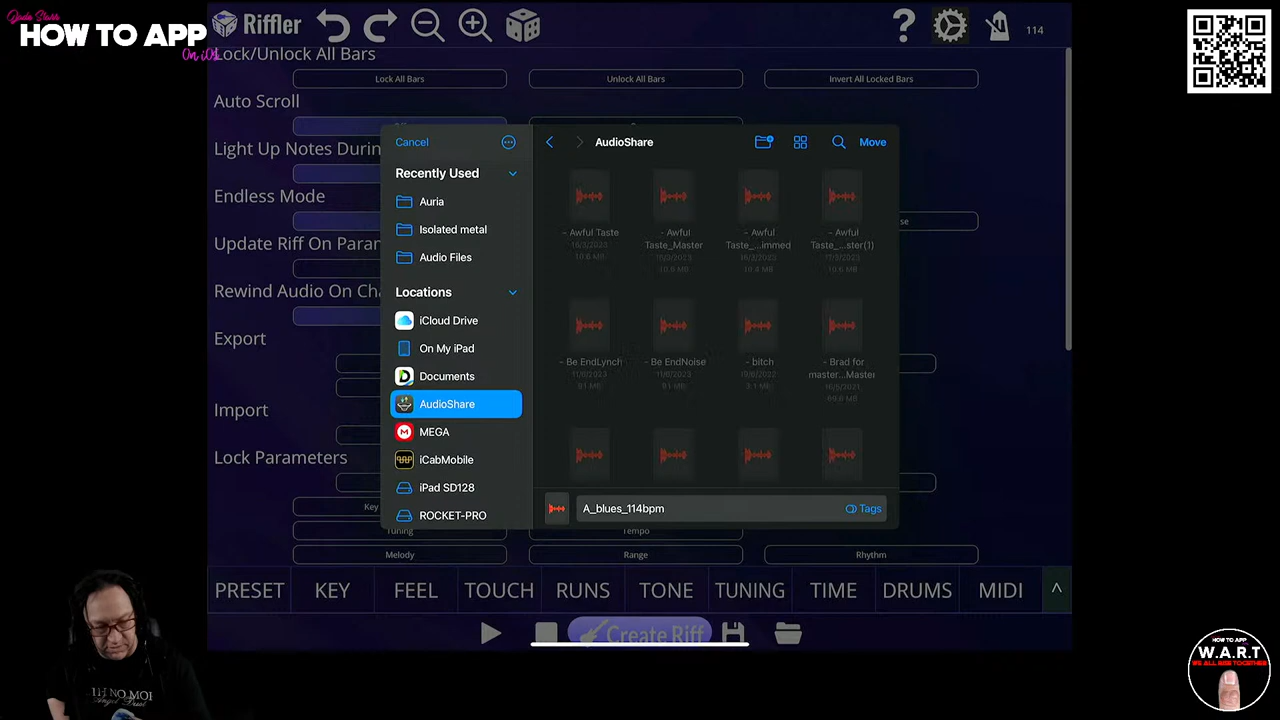 Jade Starr
HOW TO APP
On iOS
Riffler
114
Lock/Unlock All Bars
Lock All Bars
Unlock All Bars
Invert All Locked Bars
Auto Scroll
Light Up Notes Durin
Endless Mode
Update Riff On Paran
Rewind Audio On Cha
Export
Import
Lock Parameters
Key
Tuning
Tempo
Melody
Range
Rhythm
Cancel
Recently Used
Auria
Isolated metal
Audio Files
Locations
iCloud Drive
On My iPad
Documents
AudioShare
MEGA
iCabMobile
iPad SD128
ROCKET-PRO
AudioShare
Move
- Awful Taste
- Awful
Taste_Master
- Awful
Taste_...immed
- Awful
Taste_...ster(1)
- Be EndLynch
- Be EndNoise
- bitch
- Brad for
master...Master
A_blues_114bpm
Tags
PRESET
KEY
FEEL
TOUCH
RUNS
TONE
TUNING
TIME
DRUMS
MIDI
^
Create Riff
HOW TO APP
W.A.R.T
WE ALL RISE TOGETHER